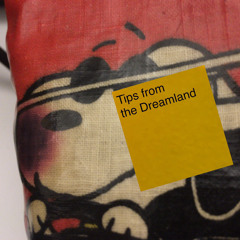 Tips from
the Dreamland